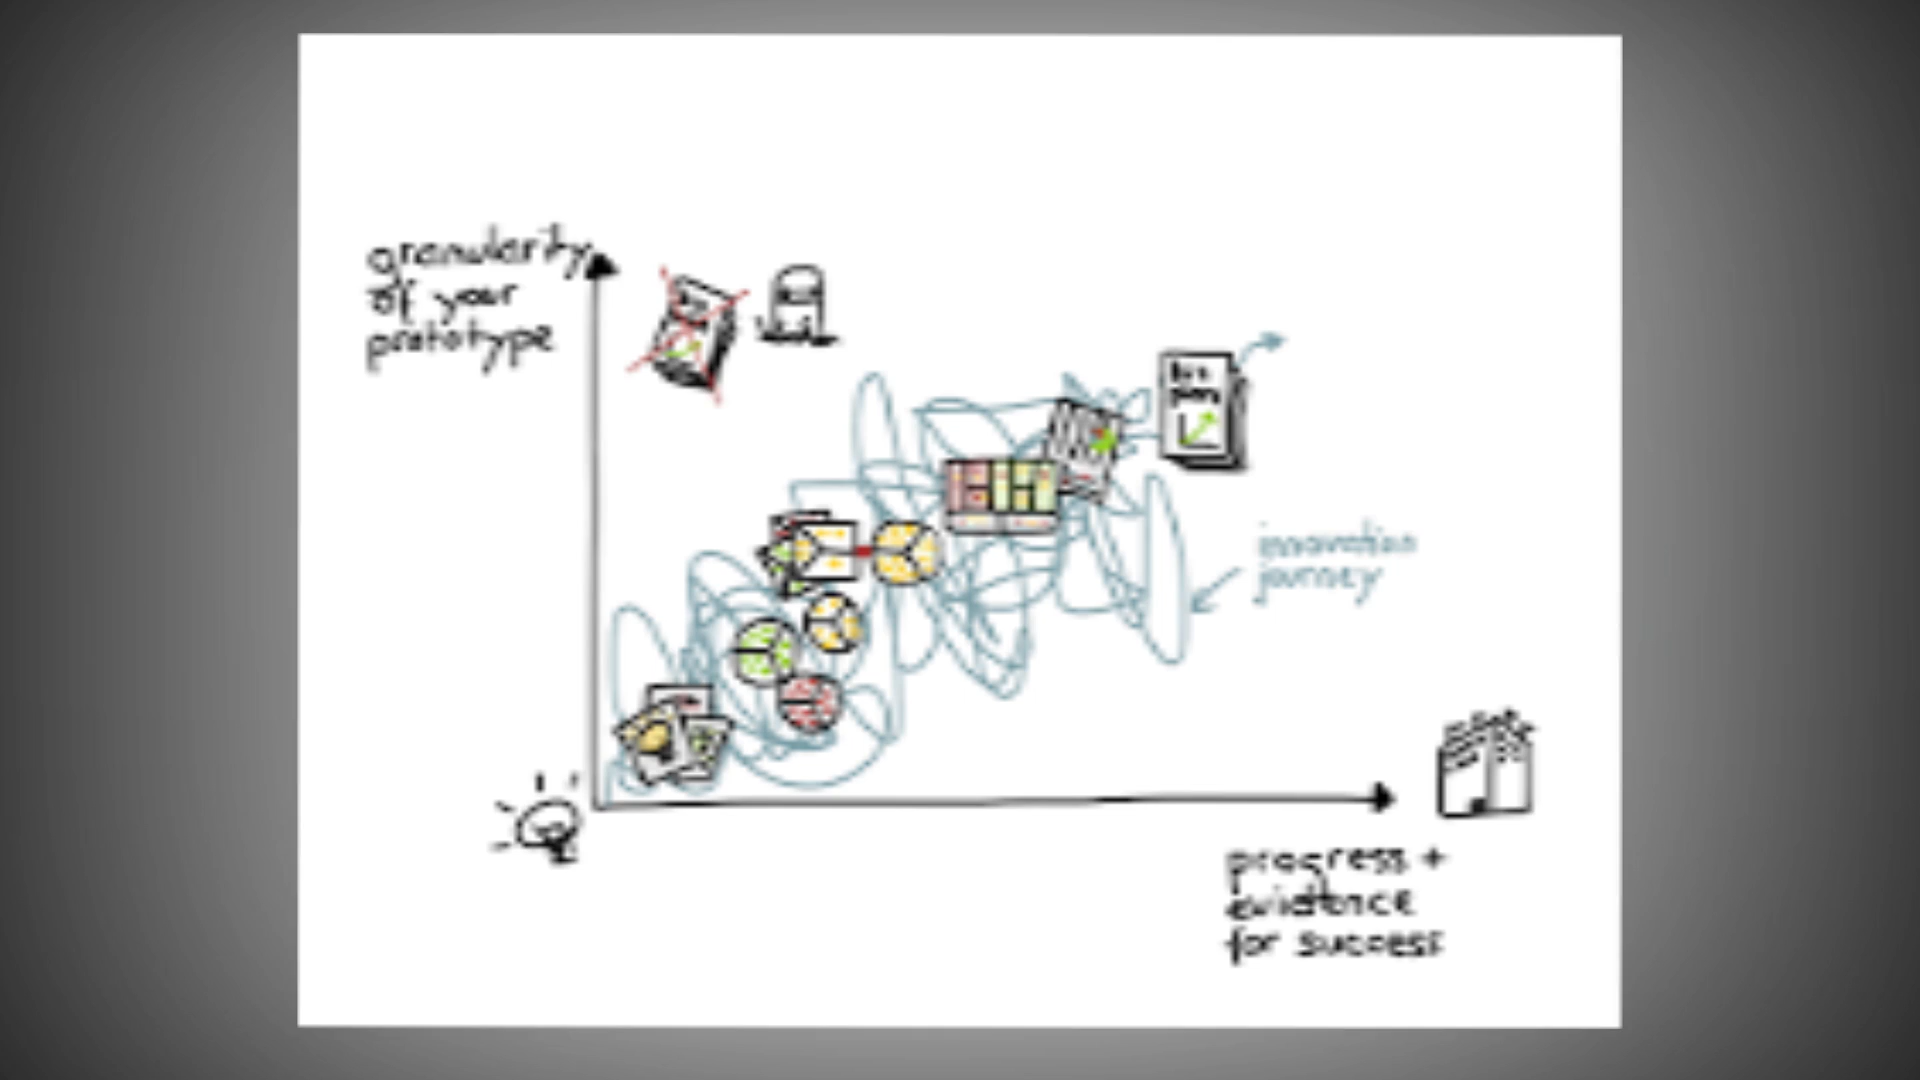 granularity
of your
prototype
innovation
journey
progress +
evidence
for success